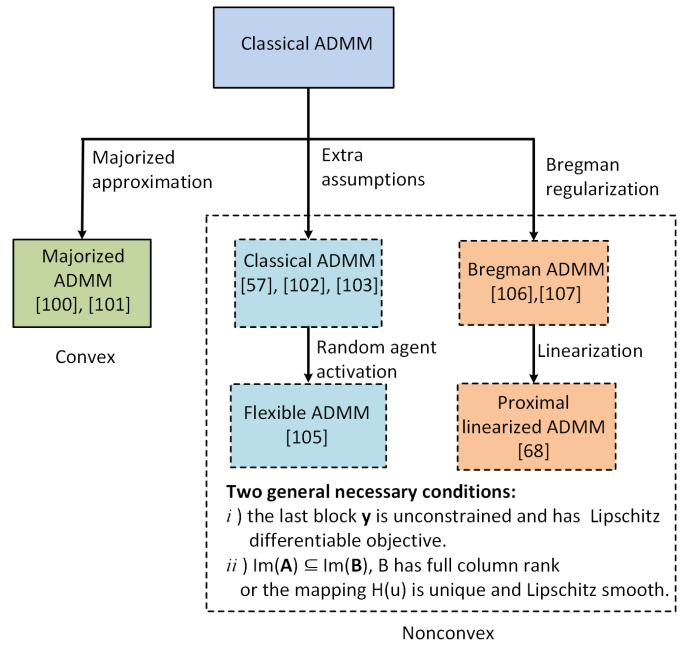 Classical ADMM
Majorized
approximation
Extra
assumptions
Bregman
regularization
Majorized
ADMM
[100], [101]
Convex
Classical ADMM
[57], [102], [103]
Bregman ADMM
[106],[107]
Random agent
activation
Linearization
Flexible ADMM
[105]
Proximal
linearized ADMM
[68]
Two general necessary conditions:
i ) the last block y is unconstrained and has Lipschitz
differentiable objective.
ii ) Im(A) ⊆ Im(B), B has full column rank
or the mapping H(u) is unique and Lipschitz smooth.
Nonconvex